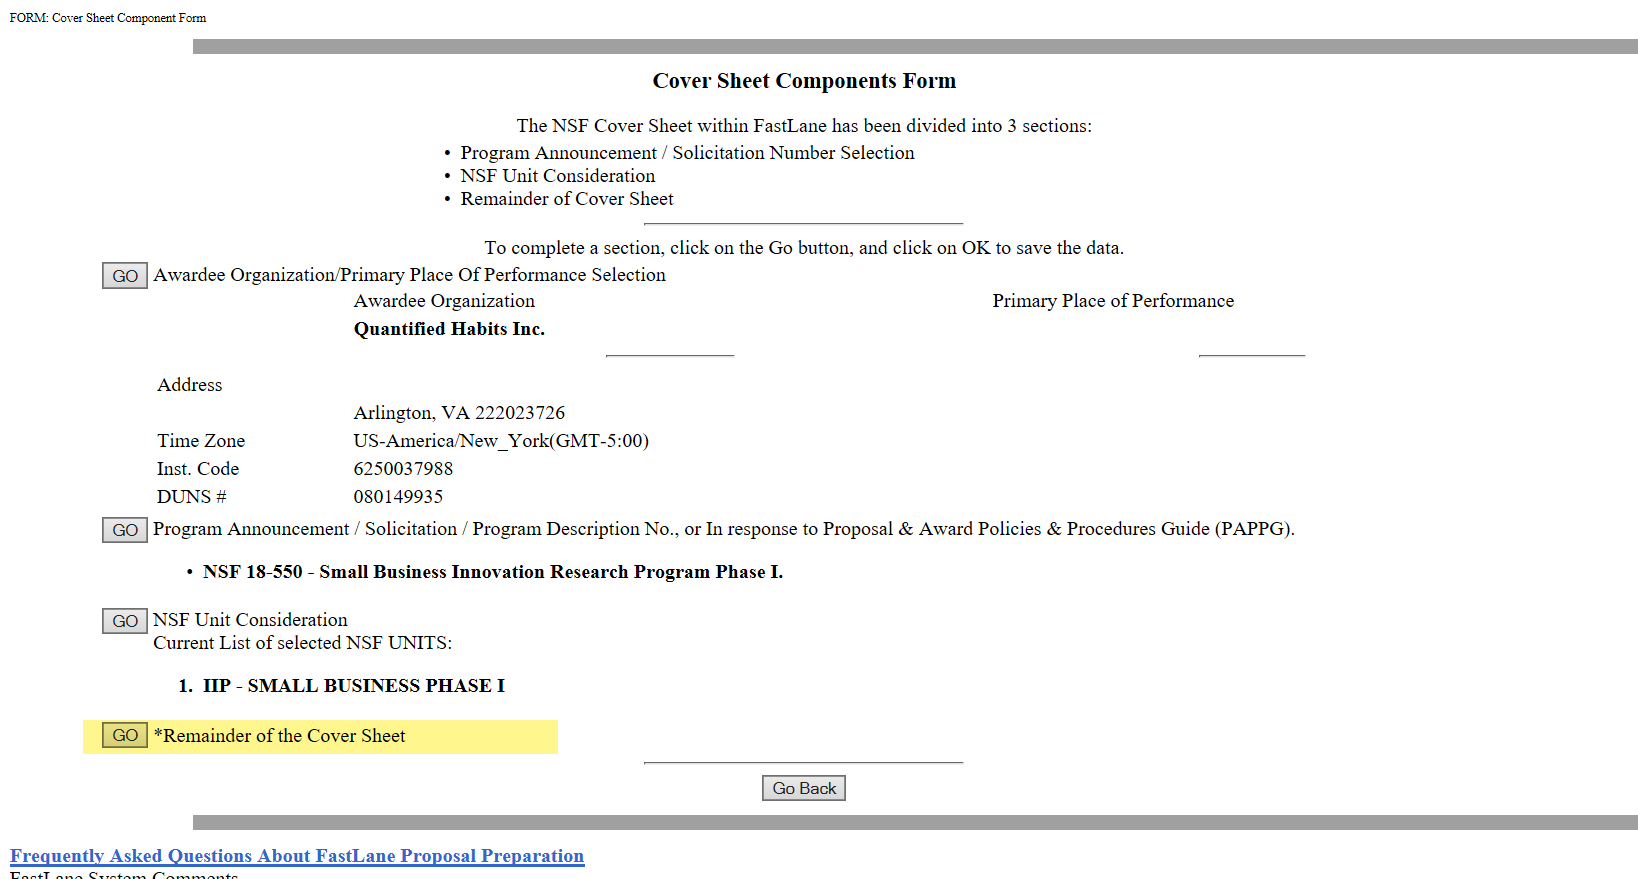 FORM: Cover Sheet Component Form
Cover Sheet Components Form
The NSF Cover Sheet within FastLane has been divided into 3 sections:
• Program Announcement / Solicitation Number Selection
• NSF Unit Consideration
• Remainder of Cover Sheet
To complete a section, click on the Go button, and click on OK to save the data.
GO Awardee Organization/Primary Place Of Performance Selection
Awardee Organization Primary Place of Performance
Quantified Habits Inc.
Address
Arlington, VA 222023726
Time Zone US-America/New_York(GMT-5:00)
Inst. Code 6250037988
DUNS # 080149935
GO Program Announcement / Solicitation / Program Description No., or In response to Proposal & Award Policies & Procedures Guide (PAPPG).
• NSF 18-550 - Small Business Innovation Research Program Phase I.
GO NSF Unit Consideration
Current List of selected NSF UNITS:
1. IIP - SMALL BUSINESS PHASE I
GO *Remainder of the Cover Sheet
Go Back
Frequently Asked Questions About FastLane Proposal Preparation
FastLane System Comments